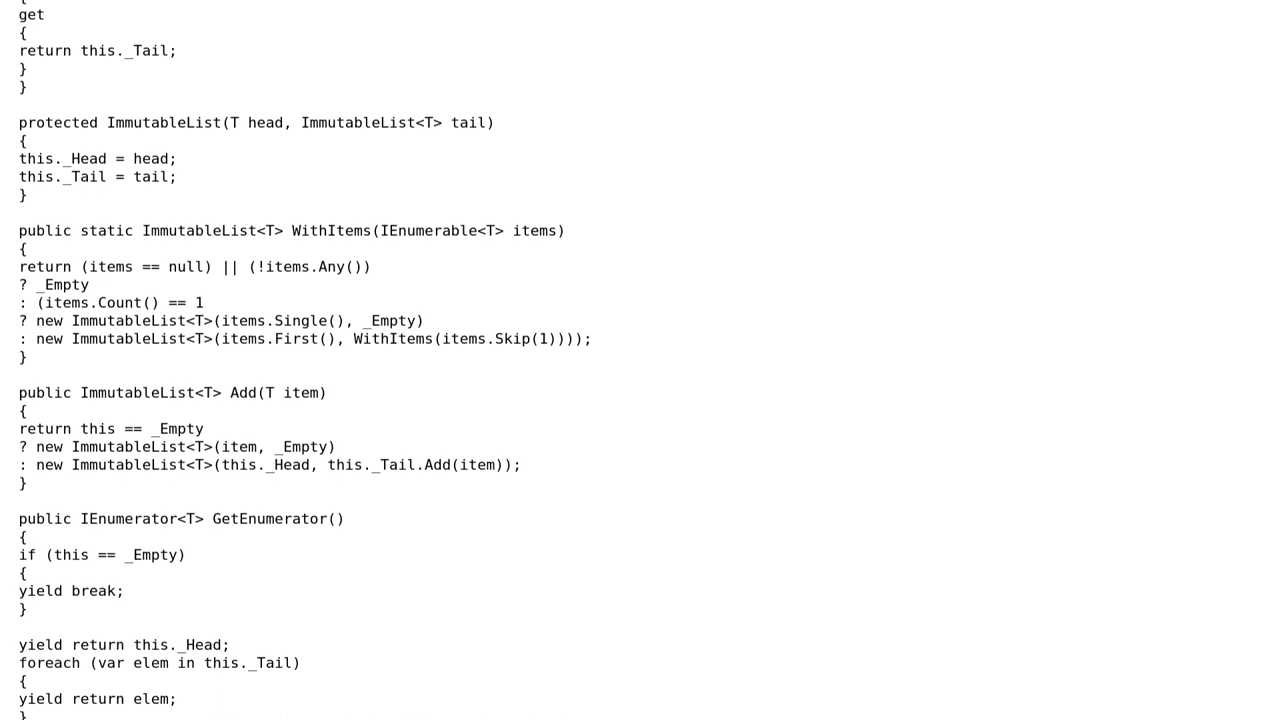 {
get
{
return this._Tail;
}
}
protected ImmutableList(T head, ImmutableList<T> tail)
{
this._Head = head;
this._Tail = tail;
}
public static ImmutableList<T> WithItems(IEnumerable<T> items)
{
return (items == null) || (!items.Any())
? _Empty
: (items.Count() == 1
? new ImmutableList<T>(items.Single(), _Empty)
: new ImmutableList<T>(items.First(), WithItems(items.Skip(1))));
}
public ImmutableList<T> Add(T item)
{
return this == _Empty
? new ImmutableList<T>(item, _Empty)
: new ImmutableList<T>(this._Head, this._Tail.Add(item));
}
public IEnumerator<T> GetEnumerator()
{
if (this == _Empty)
{
yield break;
}
yield return this._Head;
foreach (var elem in this._Tail)
{
yield return elem;
}